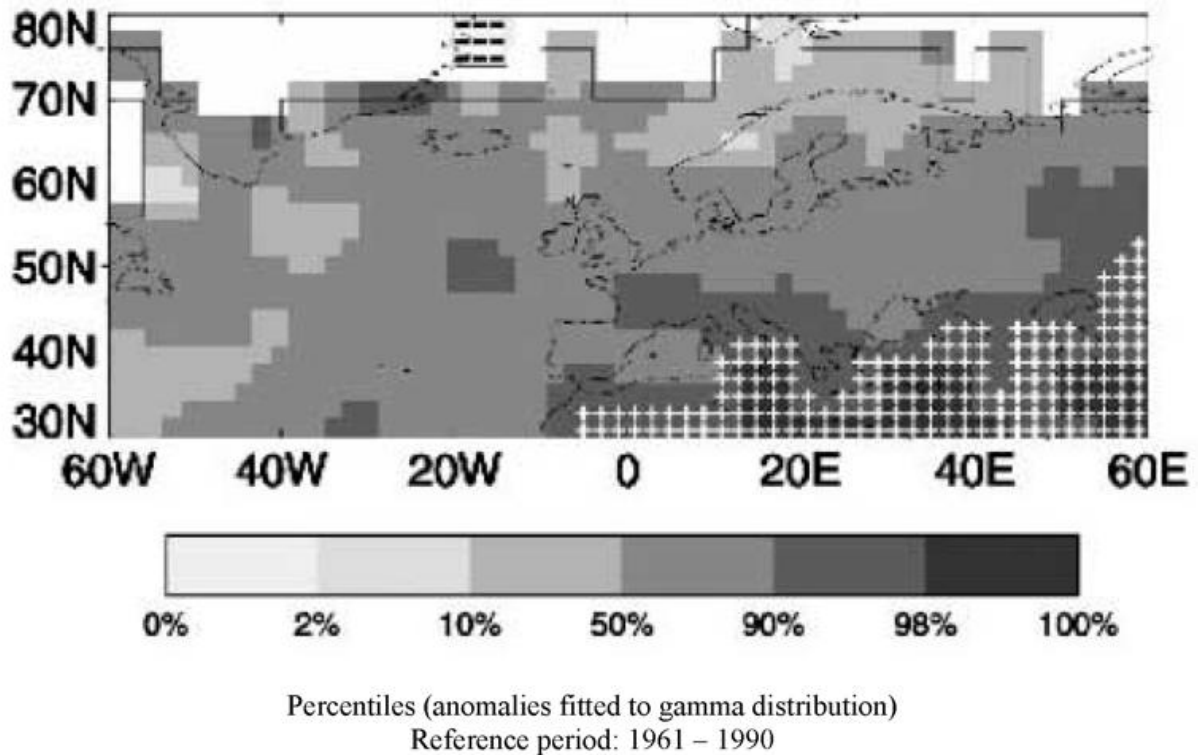 80N
70N
60N
50N
40N
30N
60W 40W 20W 0 20E 40E 60E
0% 2% 10% 50% 90% 98% 100%
Percentiles (anomalies fitted to gamma distribution)
Reference period: 1961 – 1990